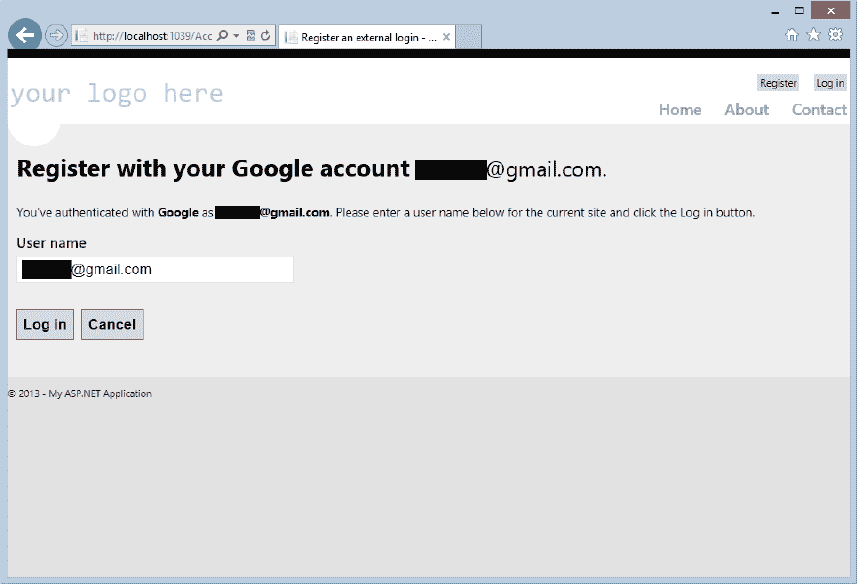 http://localhost:1039/Acc
Register an external login - ...
your logo here
Register Log in
Home About Contact
Register with your Google account @gmail.com.
You've authenticated with Google as @gmail.com. Please enter a user name below for the current site and click the Log in button.
User name
@gmail.com
Log in Cancel
© 2013 - My ASP.NET Application